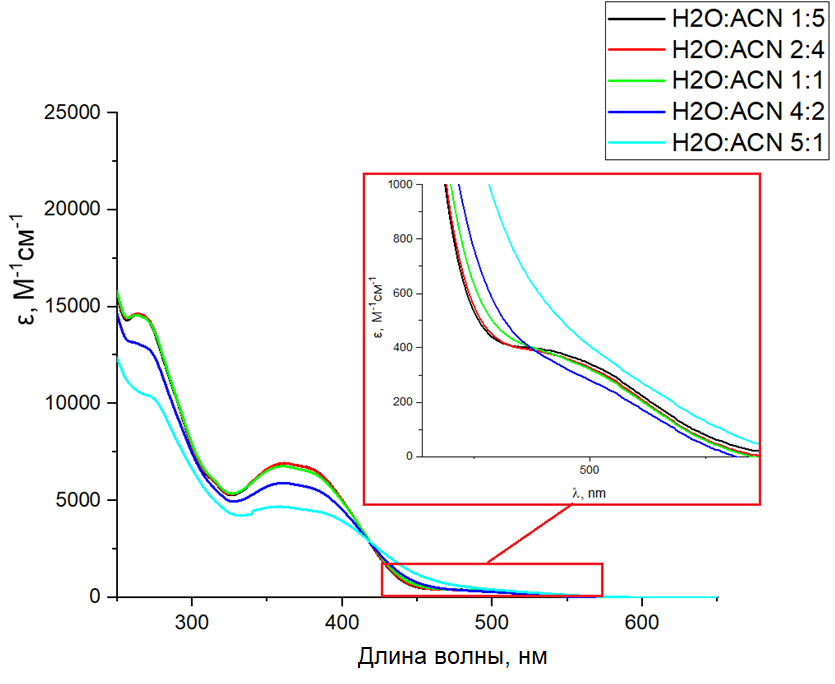 H2O:ACN 1:5
H2O:ACN 2:4
H2O:ACN 1:1
H2O:ACN 4:2
H2O:ACN 5:1
25000
20000
15000
10000
5000
0
ε, М⁻¹см⁻¹
300
400
500
600
Длина волны, нм
1000
800
600
400
200
0
ε, М⁻¹см⁻¹
500
λ, nm